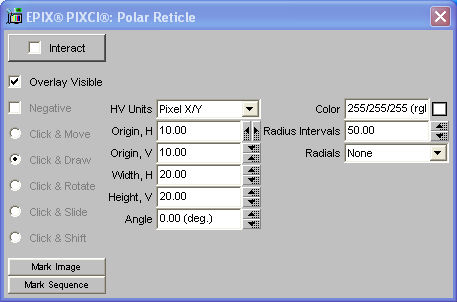 EPIX® PIXCI®: Polar Reticle
Interact
Overlay Visible
Negative
Click & Move
Click & Draw
Click & Rotate
Click & Slide
Click & Shift
Mark Image
Mark Sequence
HV Units Pixel X/Y
Origin, H 10.00
Origin, V 10.00
Width, H 20.00
Height, V 20.00
Angle 0.00 (deg.)
Color 255/255/255 (rgl
Radius Intervals 50.00
Radials None